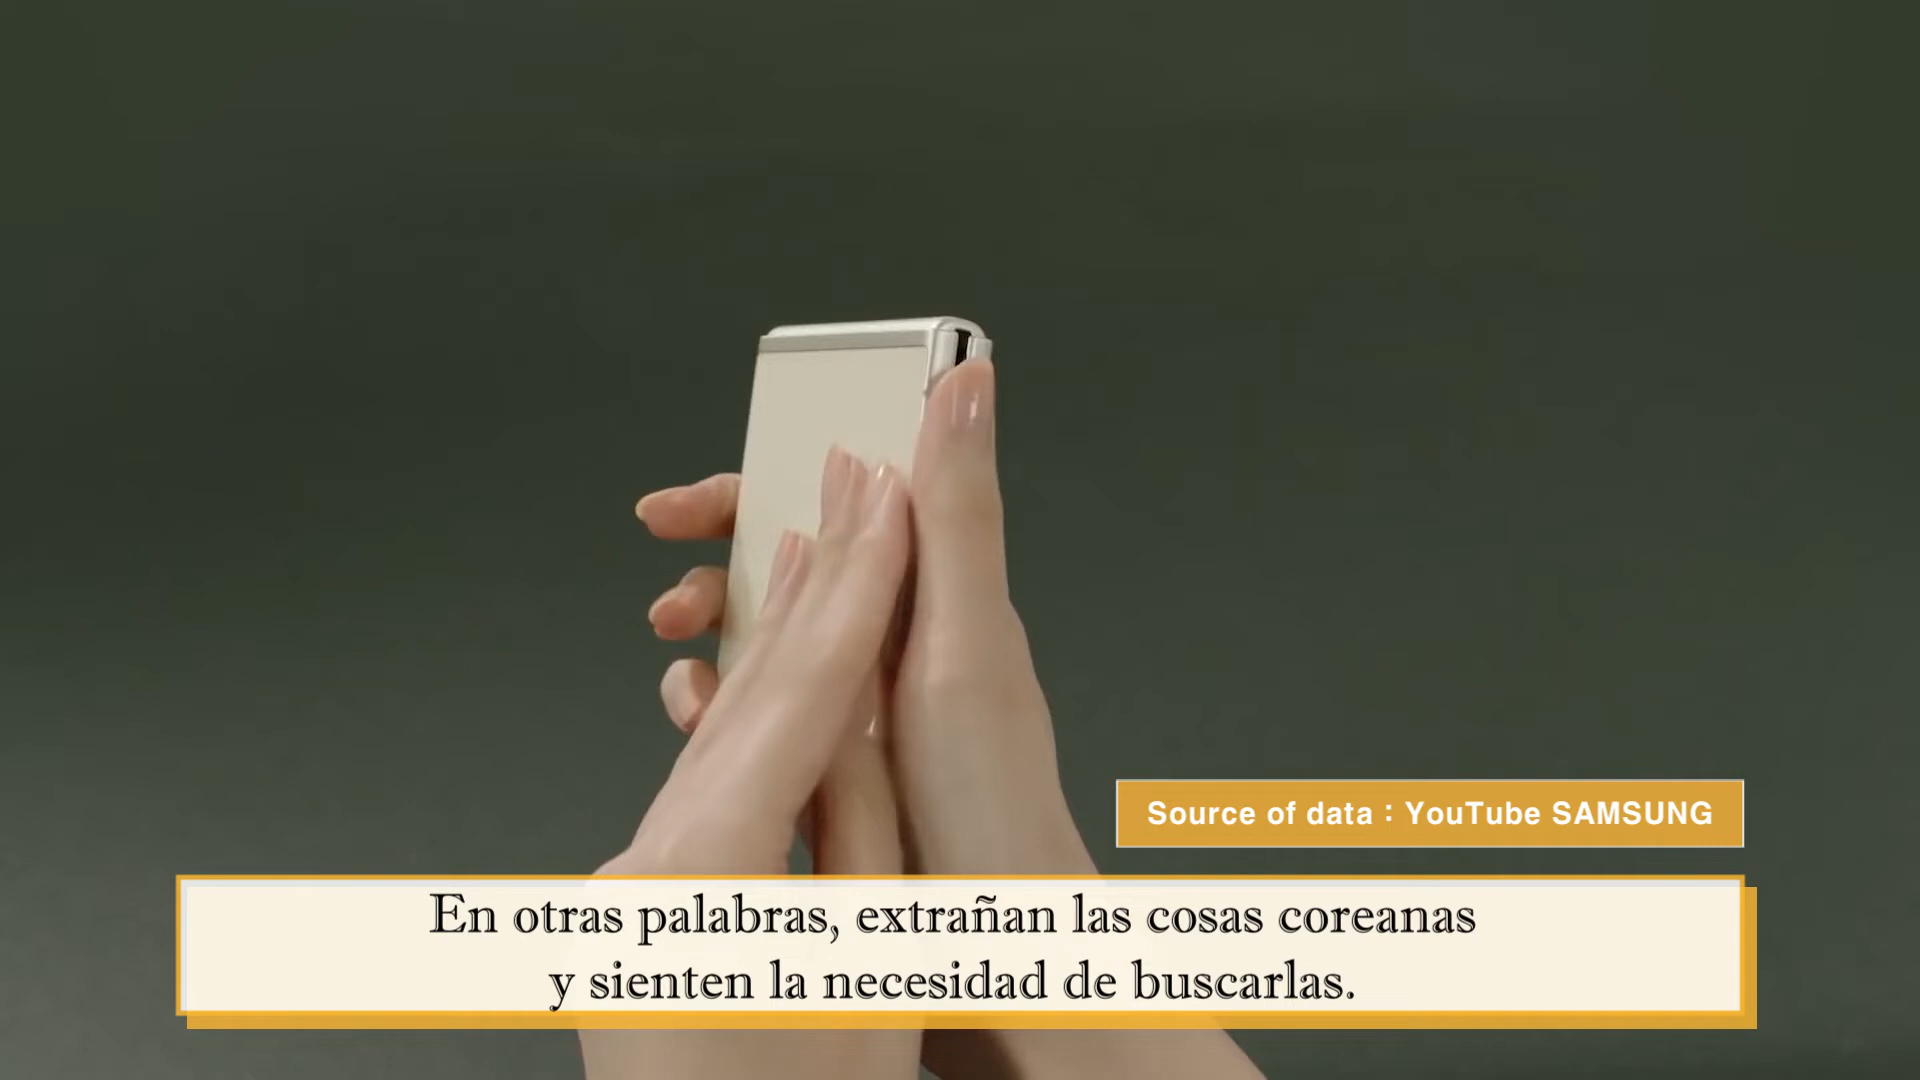 Source of data : YouTube SAMSUNG
En otras palabras, extrañan las cosas coreanas
y sienten la necesidad de buscarlas.